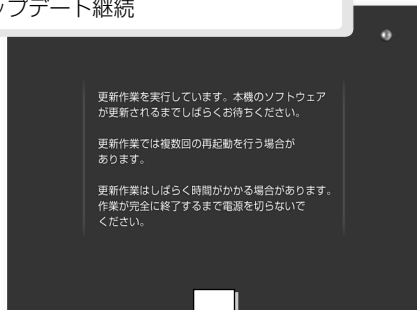 ップデート継続
更新作業を実行しています。本機のソフトウェア
が更新されるまでしばらくお待ちください。
更新作業では複数回の再起動を行う場合が
あります。
更新作業はしばらく時間がかかる場合があります。
作業が完全に終了するまで電源を切らないで
ください。